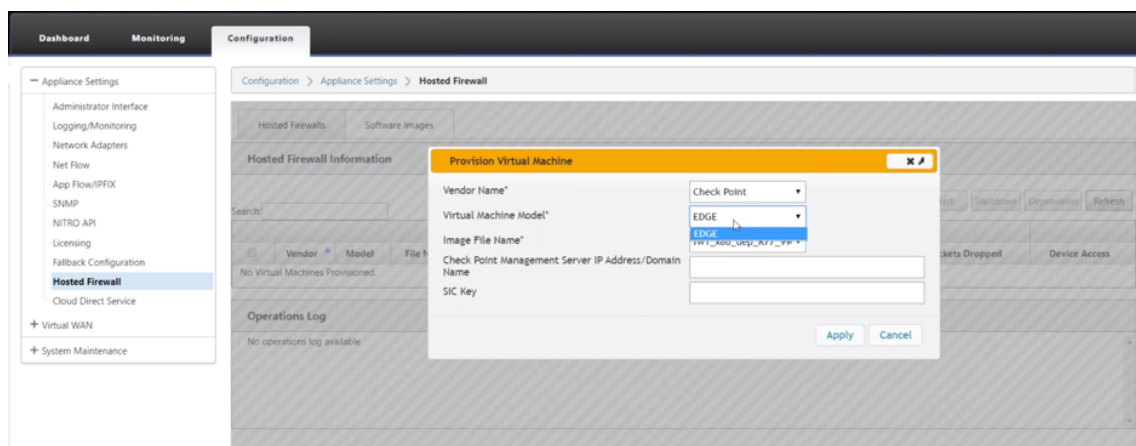 Dashboard Monitoring Configuration
Appliance Settings
Configuration > Appliance Settings > Hosted Firewall
Administrator Interface
Logging/Monitoring
Network Adapters
Net Flow
App Flow/IPFIX
SNMP
NITRO API
Licensing
Fallback Configuration
Hosted Firewall
Cloud Direct Service
Virtual WAN
System Maintenance
Hosted Firewalls Software Images
Hosted Firewall Information
Search:
Shutdown Deprovision Refresh
Vendor Model File N
ckets Dropped Device Access
No Virtual Machines Provisioned.
Operations Log
No operations log available
Provision Virtual Machine
Vendor Name* Check Point
Virtual Machine Model* EDGE
EDGE
Image File Name*
Check Point Management Server IP Address/Domain
Name
SIC Key
Apply Cancel